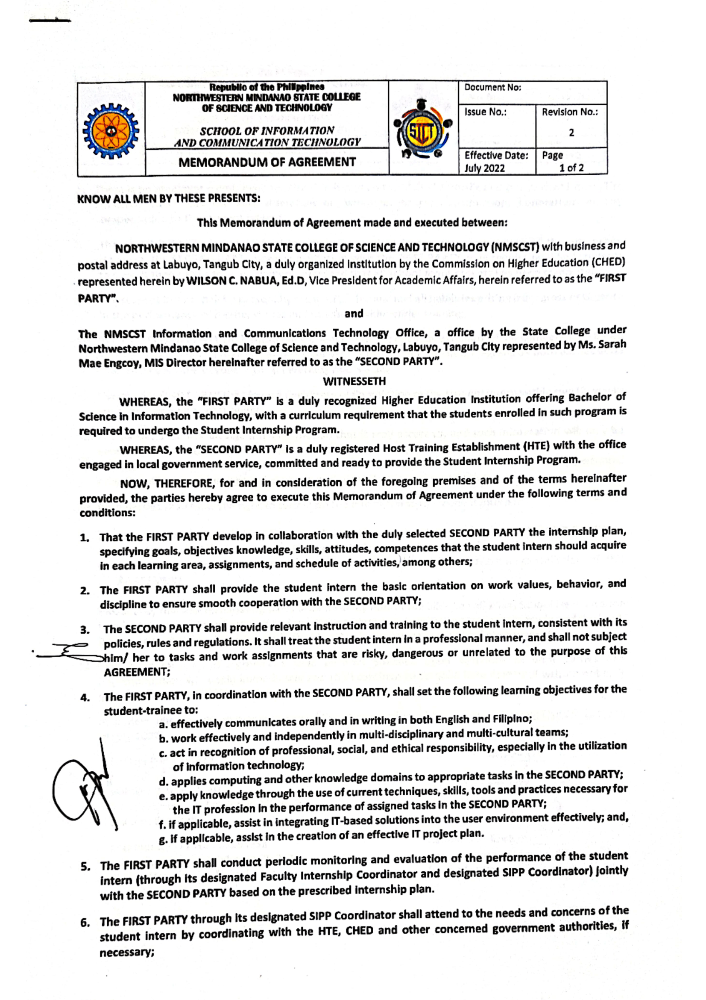 Republic of the Philippines
NORTHWESTERN MINDANAO STATE COLLEGE
OF SCIENCE AND TECHNOLOGY
SCHOOL OF INFORMATION
AND COMMUNICATION TECHNOLOGY
MEMORANDUM OF AGREEMENT
SICT
Document No:
Issue No.:
Revision No.:
2
Effective Date:
July 2022
Page
1 of 2
KNOW ALL MEN BY THESE PRESENTS:
This Memorandum of Agreement made and executed between:
NORTHWESTERN MINDANAO STATE COLLEGE OF SCIENCE AND TECHNOLOGY (NMSCST) with business and
postal address at Labuyo, Tangub City, a duly organized Institution by the Commission on Higher Education (CHED)
represented herein by WILSON C. NABUA, Ed.D, Vice President for Academic Affairs, herein referred to as the “FIRST
PARTY”.
and
The NMSCST Information and Communications Technology Office, a office by the State College under
Northwestern Mindanao State College of Science and Technology, Labuyo, Tangub City represented by Ms. Sarah
Mae Engcoy, MIS Director hereinafter referred to as the “SECOND PARTY”.
WITNESSETH
WHEREAS, the “FIRST PARTY” is a duly recognized Higher Education Institution offering Bachelor of
Science in Information Technology, with a curriculum requirement that the students enrolled in such program is
required to undergo the Student Internship Program.
WHEREAS, the “SECOND PARTY” is a duly registered Host Training Establishment (HTE) with the office
engaged in local government service, committed and ready to provide the Student Internship Program.
NOW, THEREFORE, for and in consideration of the foregoing premises and of the terms hereinafter
provided, the parties hereby agree to execute this Memorandum of Agreement under the following terms and
conditions:
1. That the FIRST PARTY develop in collaboration with the duly selected SECOND PARTY the internship plan,
specifying goals, objectives knowledge, skills, attitudes, competences that the student intern should acquire
in each learning area, assignments, and schedule of activities, among others;
2. The FIRST PARTY shall provide the student intern the basic orientation on work values, behavior, and
discipline to ensure smooth cooperation with the SECOND PARTY;
3. The SECOND PARTY shall provide relevant instruction and training to the student intern, consistent with its
policies, rules and regulations. It shall treat the student intern in a professional manner, and shall not subject
him/ her to tasks and work assignments that are risky, dangerous or unrelated to the purpose of this
AGREEMENT;
4. The FIRST PARTY, in coordination with the SECOND PARTY, shall set the following learning objectives for the
student-trainee to:
a. effectively communicates orally and in writing in both English and Filipino;
b. work effectively and independently in multi-disciplinary and multi-cultural teams;
c. act in recognition of professional, social, and ethical responsibility, especially in the utilization
of information technology;
d. applies computing and other knowledge domains to appropriate tasks in the SECOND PARTY;
e. apply knowledge through the use of current techniques, skills, tools and practices necessary for
the IT profession in the performance of assigned tasks in the SECOND PARTY;
f. if applicable, assist in integrating IT-based solutions into the user environment effectively; and,
g. if applicable, assist in the creation of an effective IT project plan.
5. The FIRST PARTY shall conduct periodic monitoring and evaluation of the performance of the student
intern (through its designated Faculty Internship Coordinator and designated SIPP Coordinator) jointly
with the SECOND PARTY based on the prescribed internship plan.
6. The FIRST PARTY through its designated SIPP Coordinator shall attend to the needs and concerns of the
student intern by coordinating with the HTE, CHED and other concerned government authorities, if
necessary;